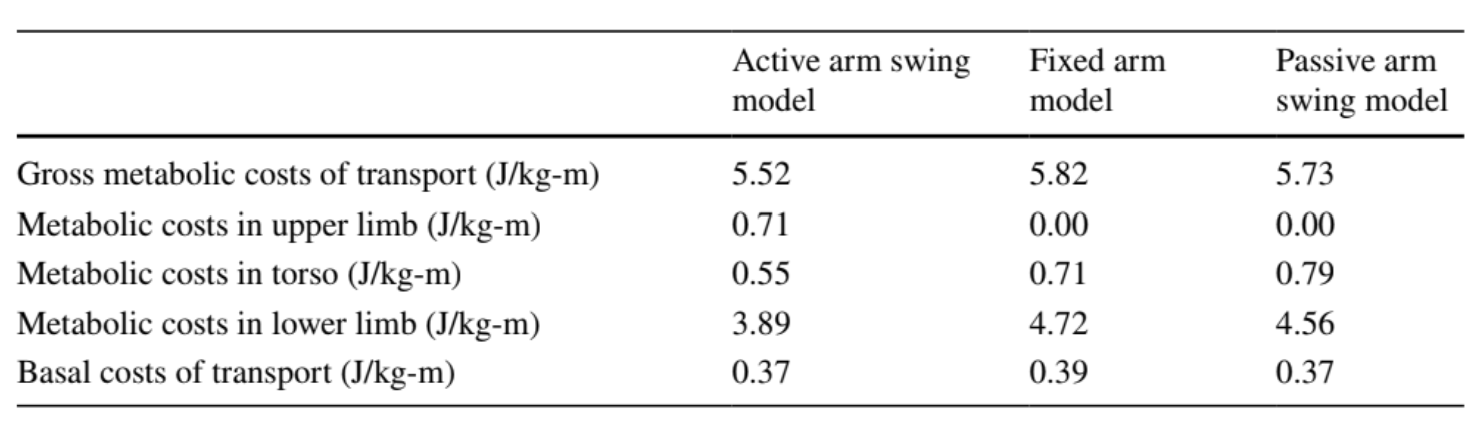 Active arm swing model Fixed arm model Passive arm swing model
Gross metabolic costs of transport (J/kg-m) 5.52 5.82 5.73
Metabolic costs in upper limb (J/kg-m) 0.71 0.00 0.00
Metabolic costs in torso (J/kg-m) 0.55 0.71 0.79
Metabolic costs in lower limb (J/kg-m) 3.89 4.72 4.56
Basal costs of transport (J/kg-m) 0.37 0.39 0.37